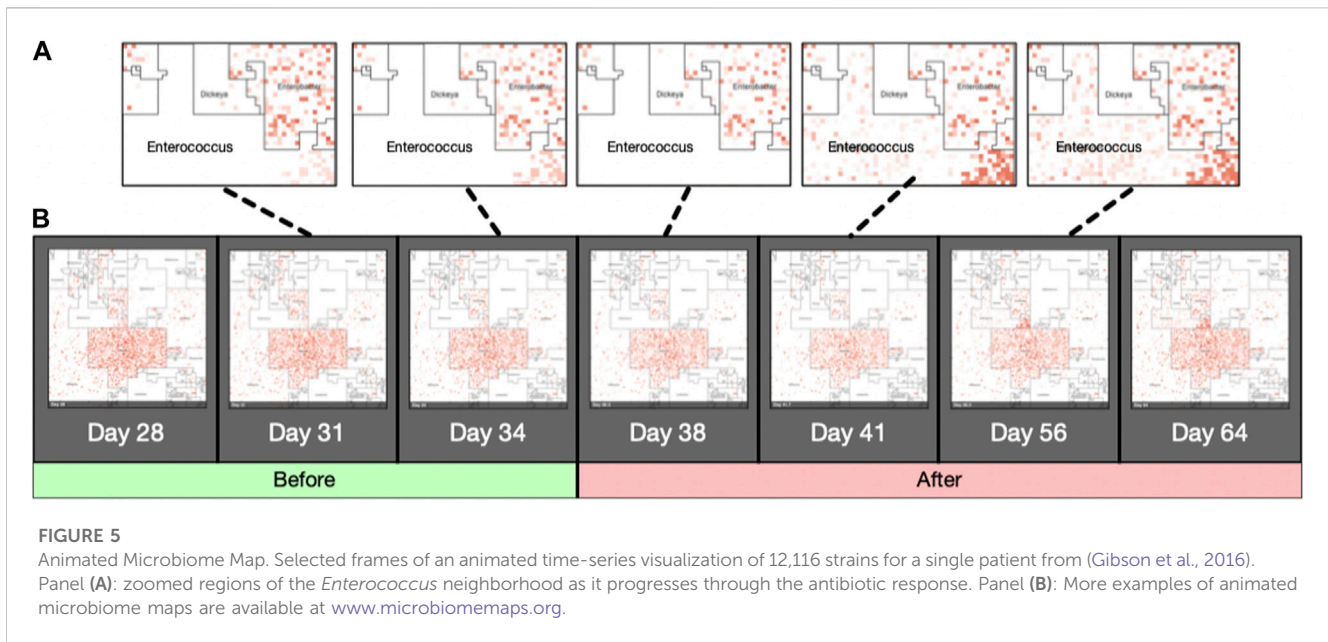 A
Dickeya
Enterobacter
Enterococcus
Dickeya
Enterobacter
Enterococcus
Dickeya
Enterobacter
Enterococcus
Dickeya
Enterobacter
Enterococcus
Dickeya
Enterobacter
Enterococcus
B
Day 28
Day 31
Day 34
Day 38
Day 41
Day 56
Day 64
Before
After
FIGURE 5
Animated Microbiome Map. Selected frames of an animated time-series visualization of 12,116 strains for a single patient from (Gibson et al., 2016).
Panel (A): zoomed regions of the Enterococcus neighborhood as it progresses through the antibiotic response. Panel (B): More examples of animated
microbiome maps are available at www.microbiomemaps.org.